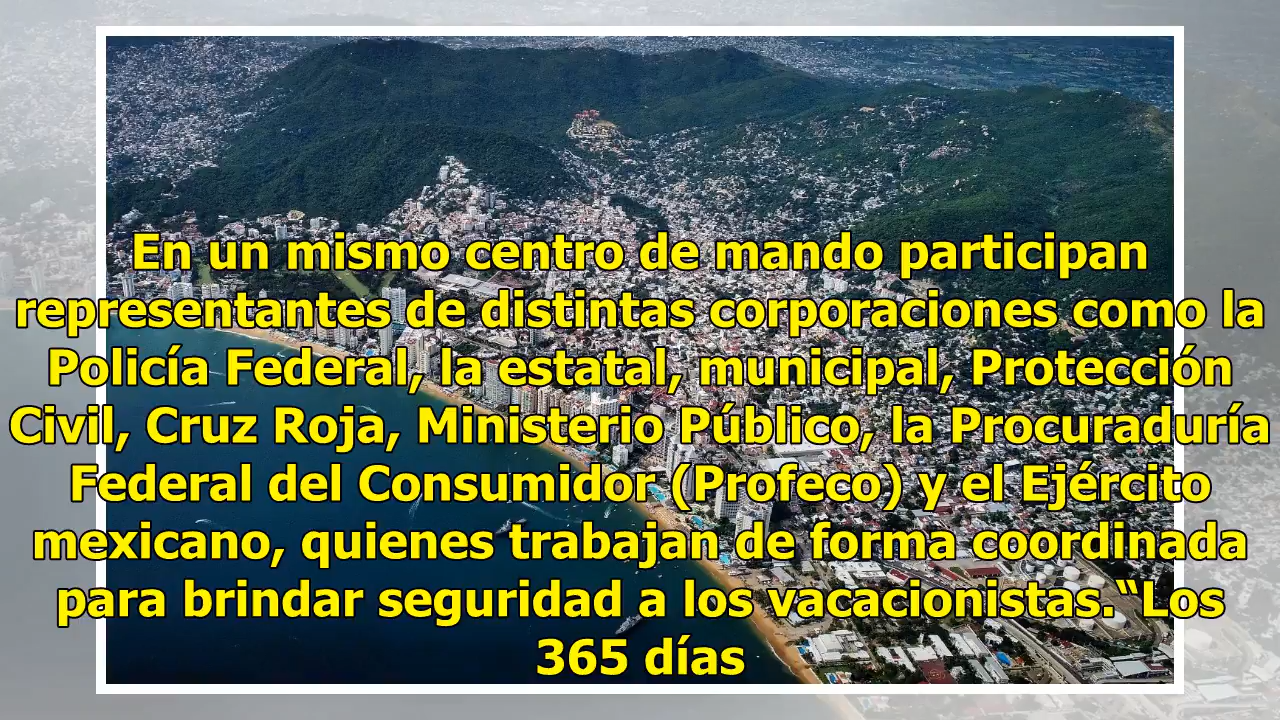 En un mismo centro de mando participan
representantes de distintas corporaciones como la
Policía Federal, la estatal, municipal, Protección
Civil, Cruz Roja, Ministerio Público, la Procuraduría
Federal del Consumidor (Profeco) y el Ejército
mexicano, quienes trabajan de forma coordinada
para brindar seguridad a los vacacionistas.“Los
365 días